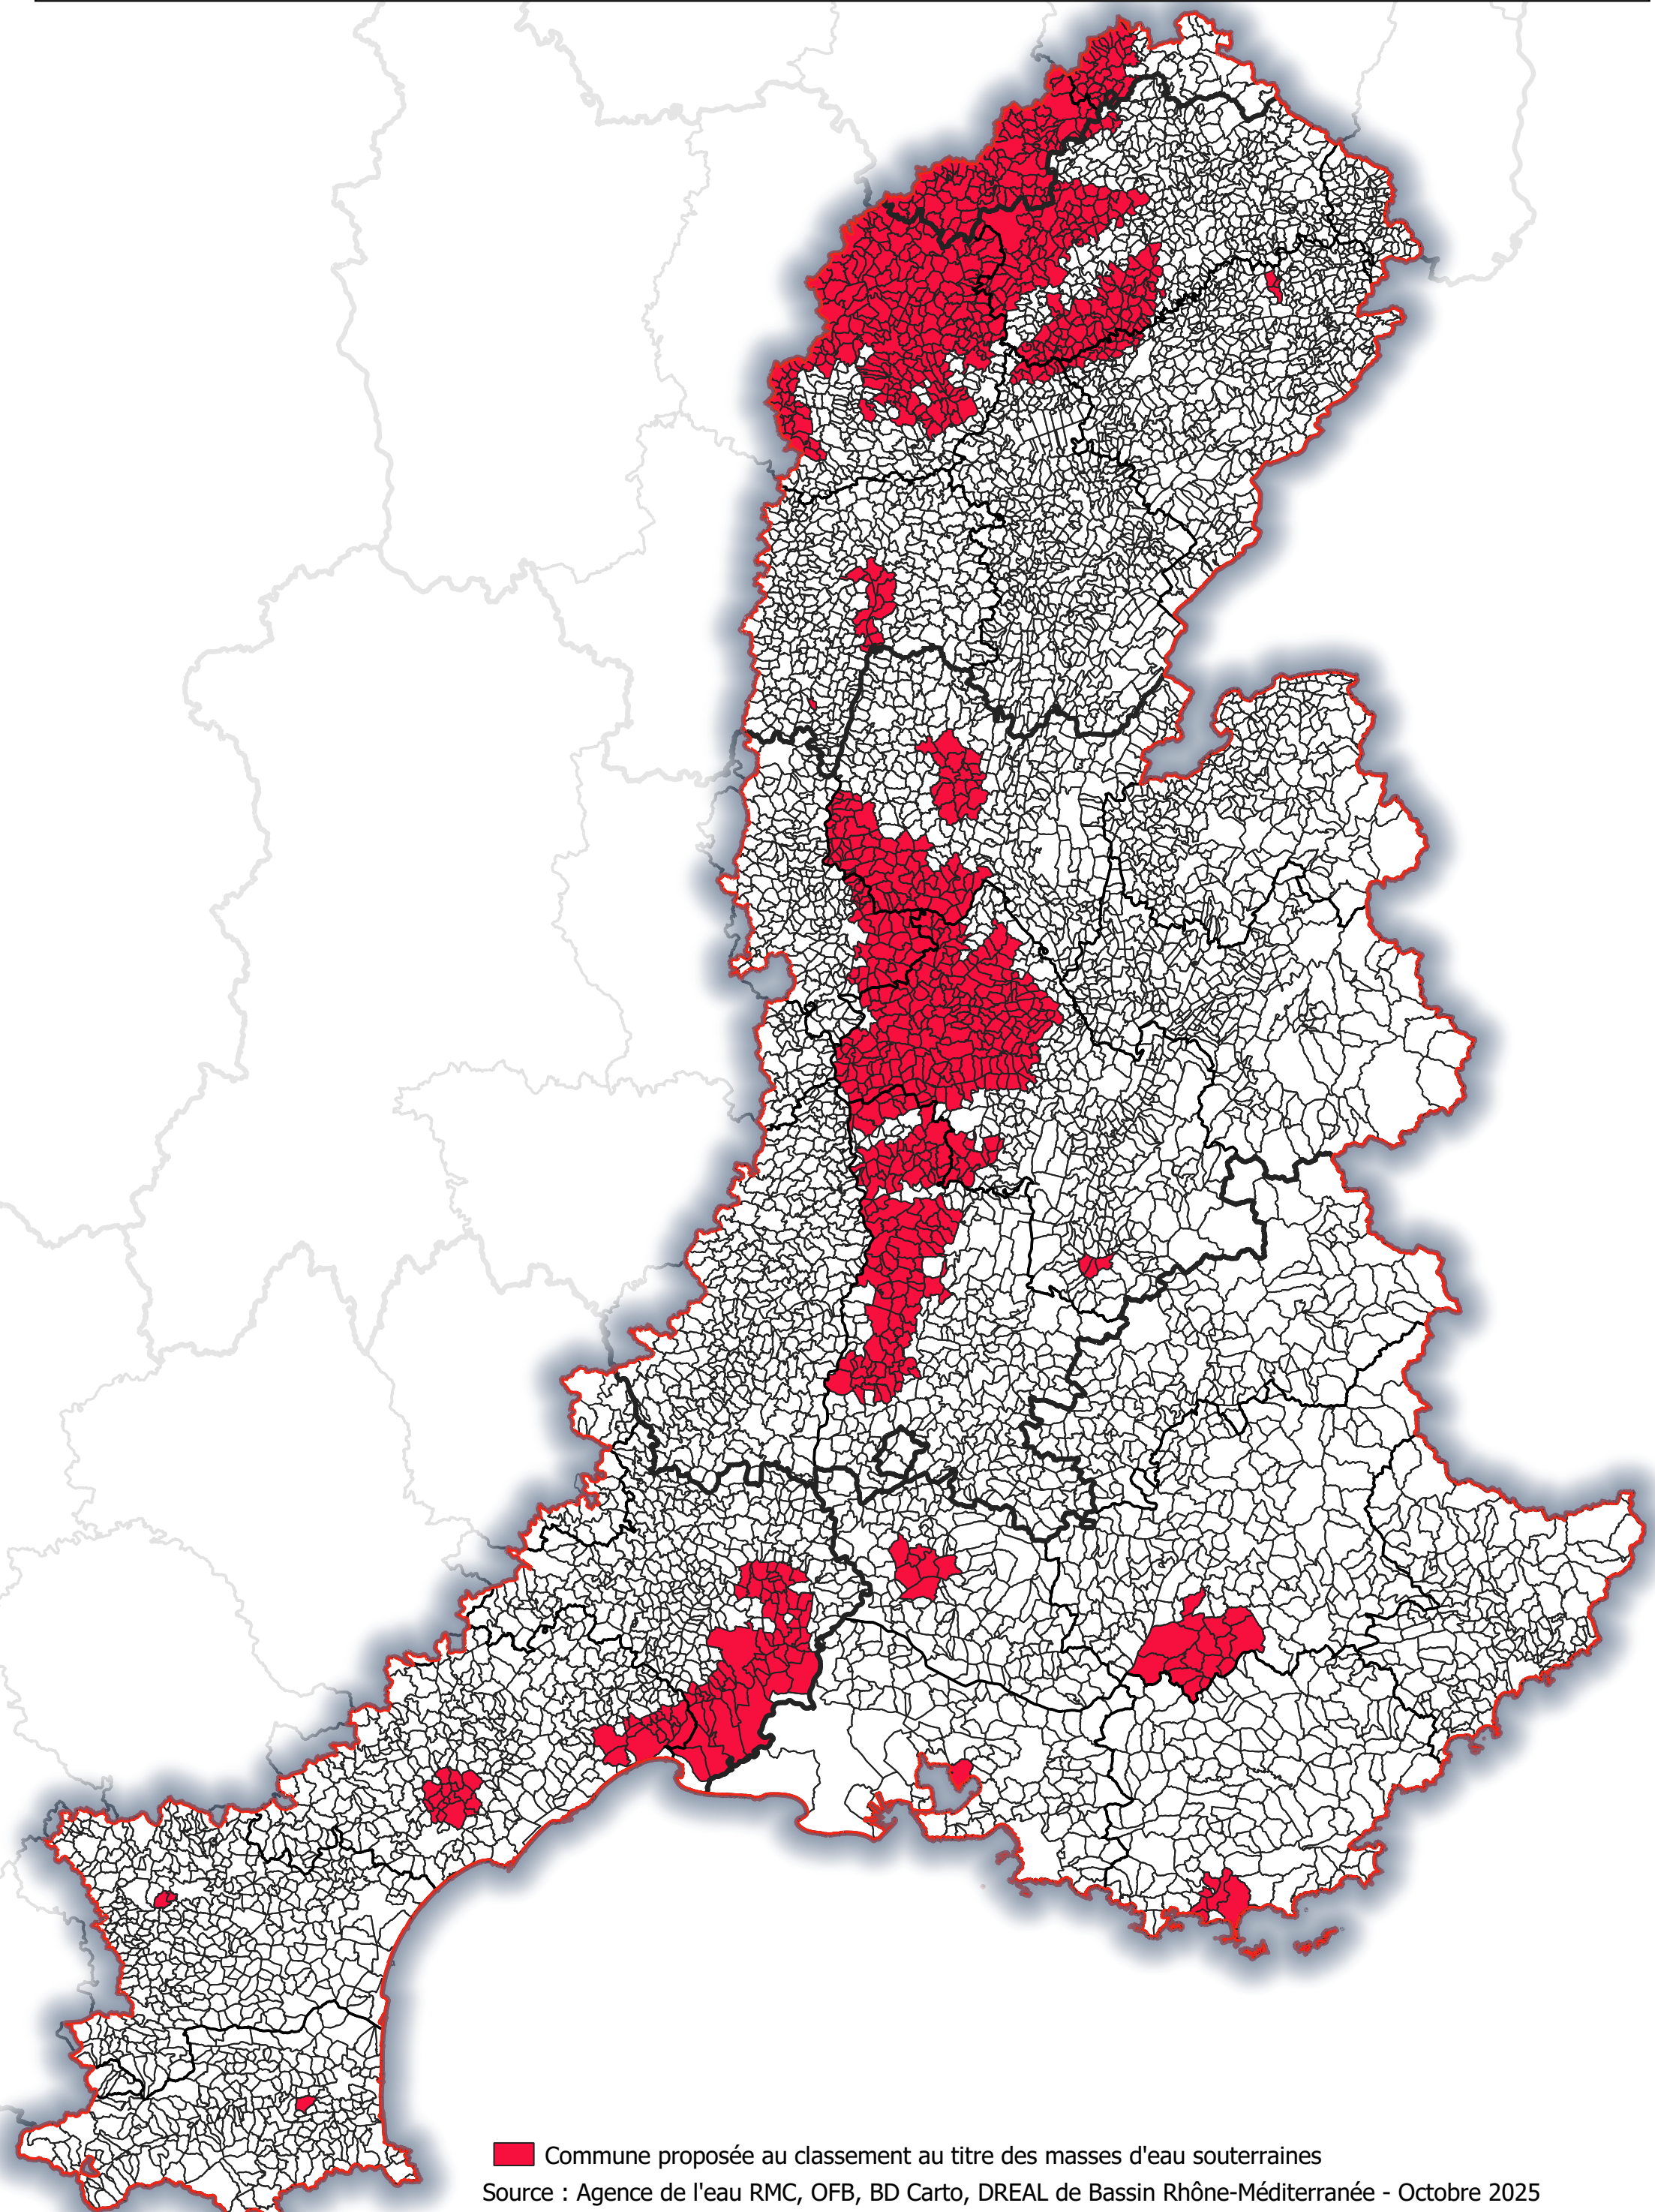 Commune proposée au classement au titre des masses d'eau souterraines
Source : Agence de l'eau RMC, OFB, BD Carto, DREAL de Bassin Rhône-Méditerranée - Octobre 2025